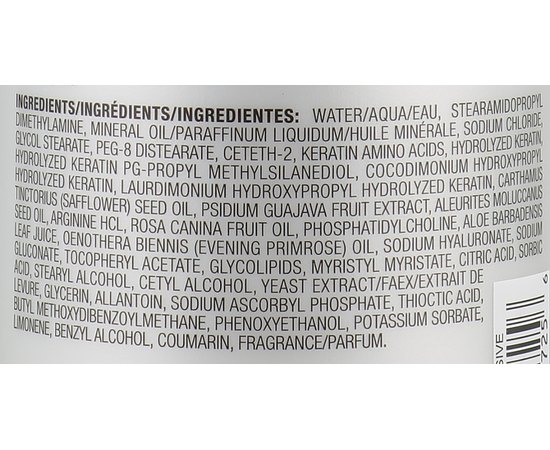 INGREDIENTS/INGRÉDIENTS/INGREDIENTES: WATER/AQUA/EAU, STEARAMIDOPROPYL
DIMETHYLAMINE, MINERAL OIL/PARAFFINUM LIQUIDUM/HUILE MINÉRALE, SODIUM CHLORIDE,
GLYCOL STEARATE, PEG-8 DISTEARATE, CETETH-2, KERATIN AMINO ACIDS, HYDROLYZED KERATIN,
HYDROLYZED KERATIN PG-PROPYL METHYLSILANEDIOL, COCODIMONIUM HYDROXYPROPYL
HYDROLYZED KERATIN, LAURDIMONIUM HYDROXYPROPYL HYDROLYZED KERATIN, CARTHAMUS
TINCTORIUS (SAFFLOWER) SEED OIL, PSIDIUM GUAJAVA FRUIT EXTRACT, ALEURITES MOLUCCANUS
SEED OIL, ARGININE HCL, ROSA CANINA FRUIT OIL, PHOSPHATIDYLCHOLINE, ALOE BARBADENSIS
LEAF JUICE, OENOTHERA BIENNIS (EVENING PRIMROSE) OIL, SODIUM HYALURONATE, SODIUM
GLUCONATE, TOCOPHERYL ACETATE, GLYCOLIPIDS, MYRISTYL MYRISTATE, CITRIC ACID, SORBIC
ACID, STEARYL ALCOHOL, CETYL ALCOHOL, YEAST EXTRACT/FAEX/EXTRAIT DE
LEVURE, GLYCERIN, ALLANTOIN, SODIUM ASCORBYL PHOSPHATE, THIOCTIC ACID,
BUTYL METHOXYDIBENZOYLMETHANE, PHENOXYETHANOL, POTASSIUM SORBATE,
LIMONENE, BENZYL ALCOHOL, COUMARIN, FRAGRANCE/PARFUM.